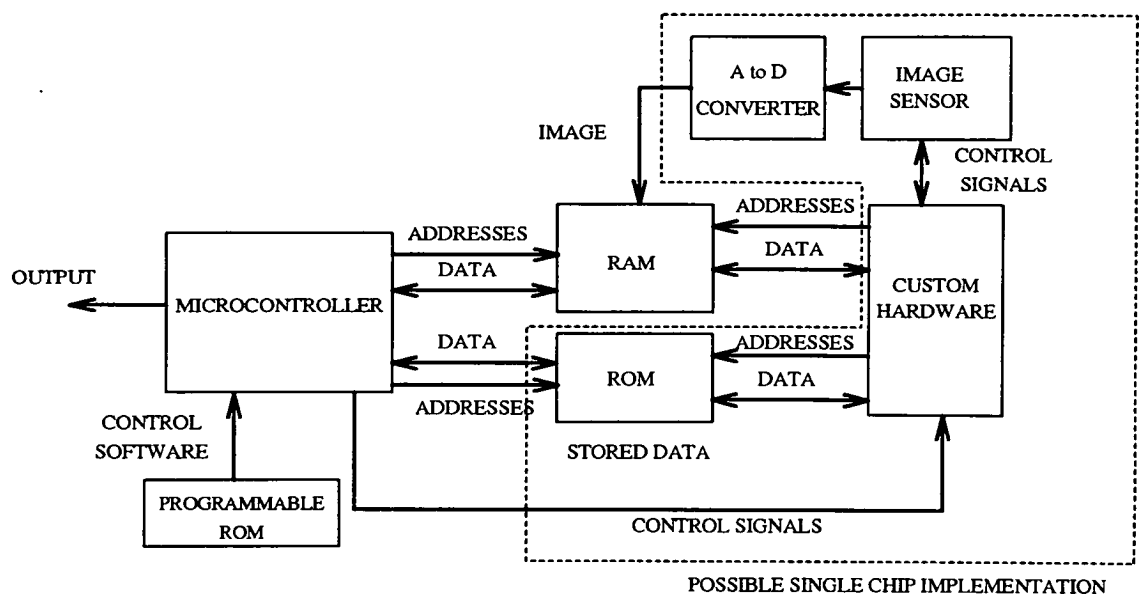 A to D
CONVERTER
IMAGE
SENSOR
IMAGE
CONTROL
SIGNALS
ADDRESSES
ADDRESSES
RAM
DATA
DATA
OUTPUT
MICROCONTROLLER
CUSTOM
HARDWARE
DATA
ADDRESSES
ROM
DATA
ADDRESSES
CONTROL
SOFTWARE
STORED DATA
PROGRAMMABLE
ROM
CONTROL SIGNALS
POSSIBLE SINGLE CHIP IMPLEMENTATION